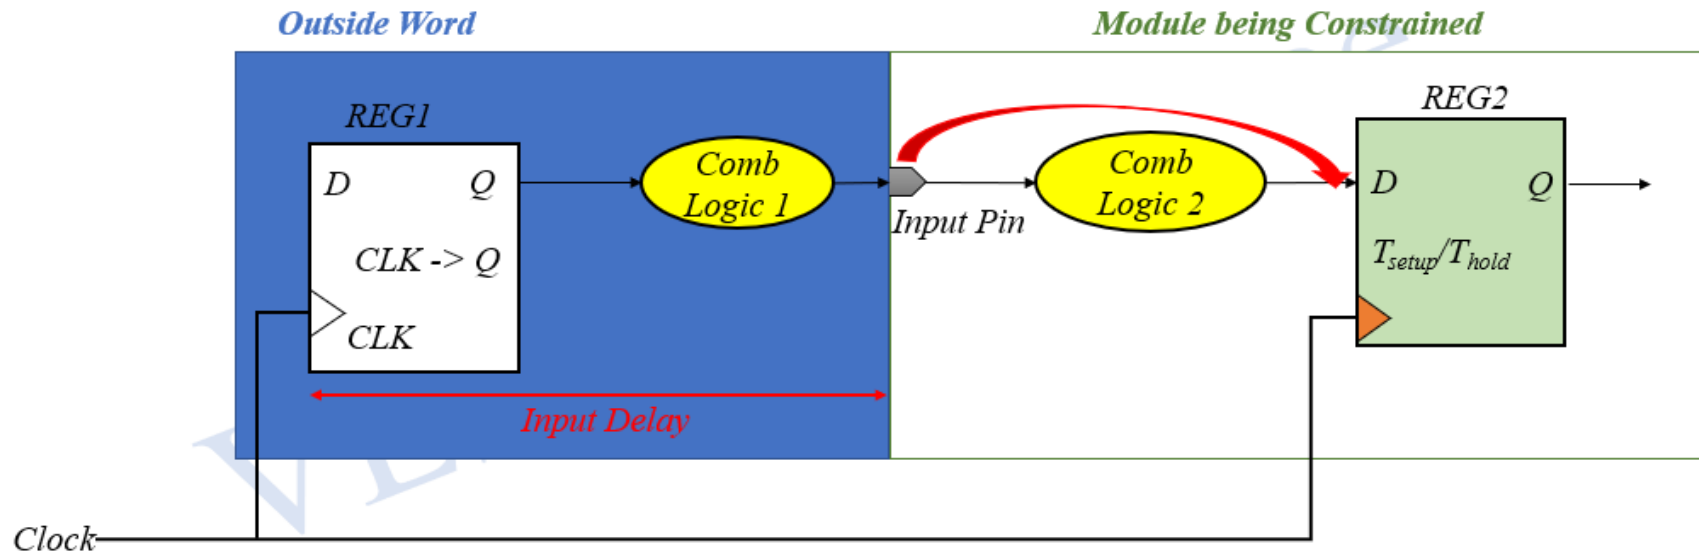 Outside Word
Module being Constrained
REG1
D
Q
CLK -> Q
CLK
Comb
Logic 1
Input Delay
Input Pin
Comb
Logic 2
REG2
D
Q
Tsetup/Thold
Clock